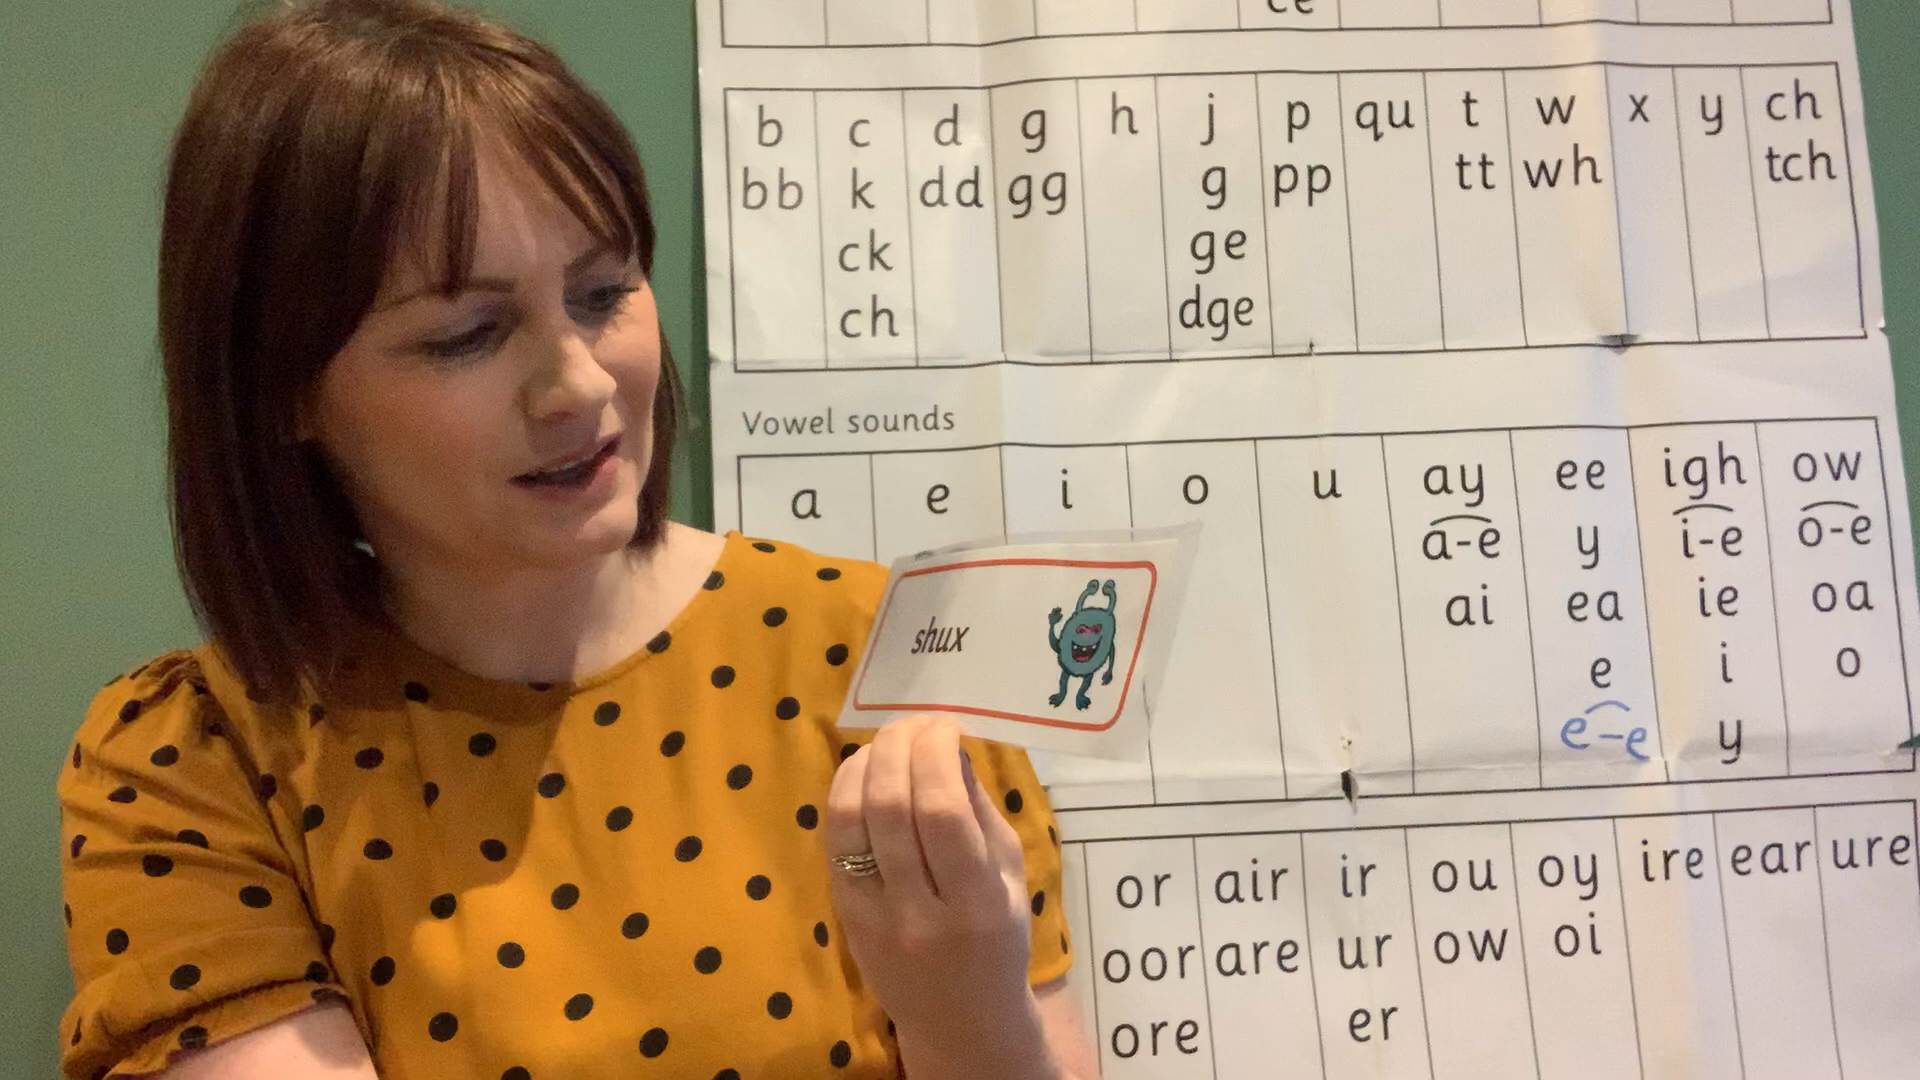 ce
b c d g h j p qu t w x y ch
bb k dd gg g pp tt wh tch
ck ge
ch dge
Vowel sounds
a e i o u ay ee igh ow
a-e y i-e o-e
ai ea ie oa
e i o
e-e y
shux
or air ir ou oy ire ear ure
oor are ur ow oi
ore er